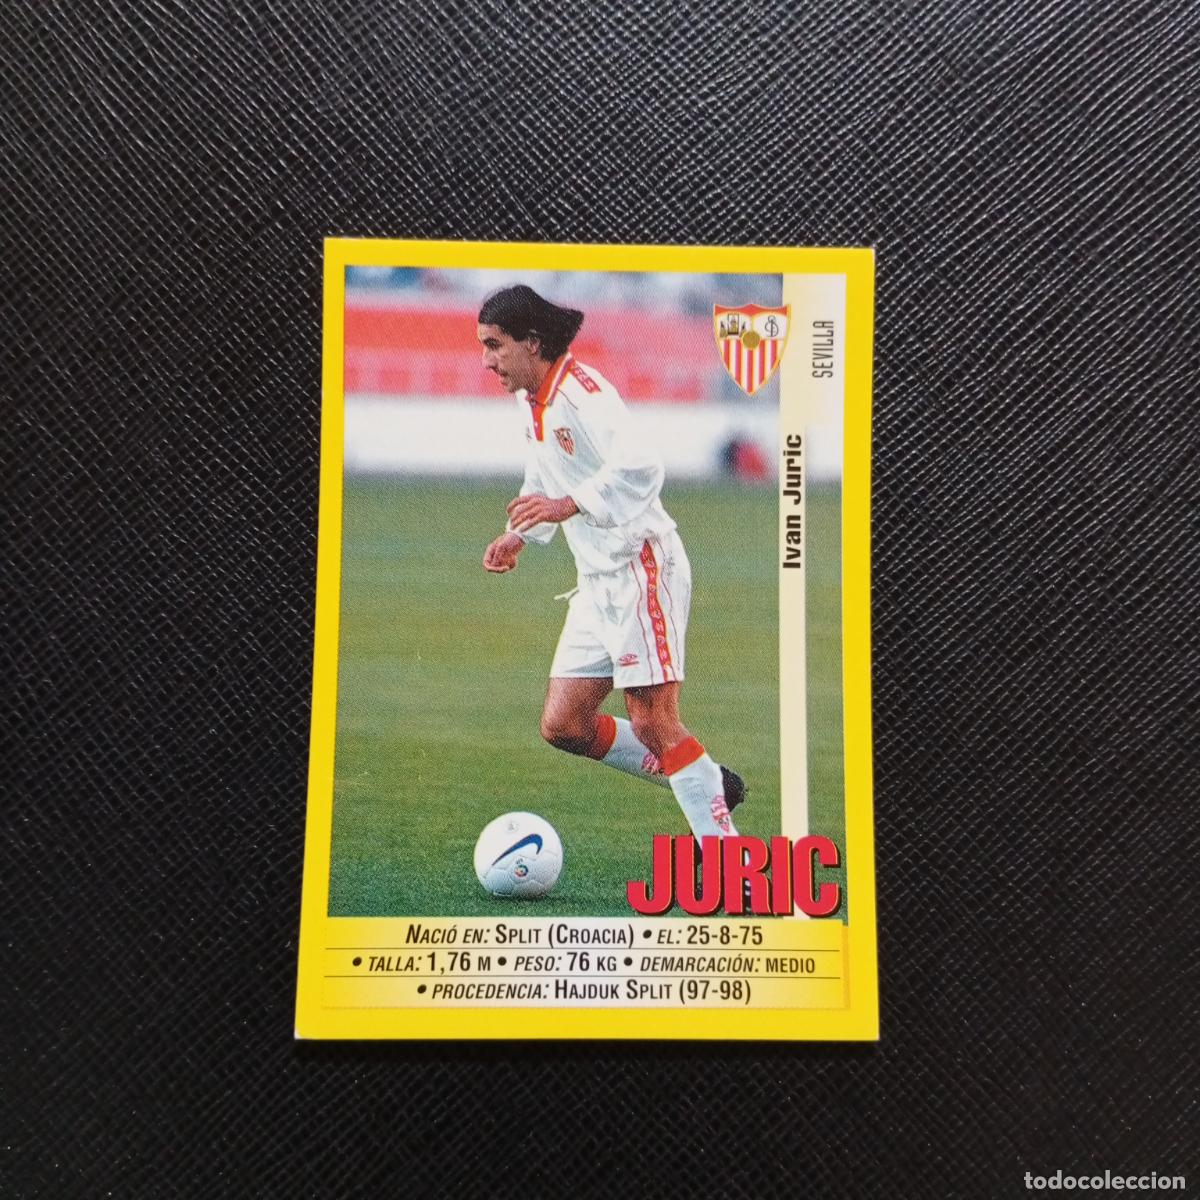 SEVILLA
Ivan Juric
JURIC
NACIÓ EN: SPLIT (CROACIA) • EL: 25-8-75
• TALLA: 1,76 M • PESO: 76 KG • DEMARCACIÓN: MEDIO
• PROCEDENCIA: HAJDUK SPLIT (97-98)
todocoleccion